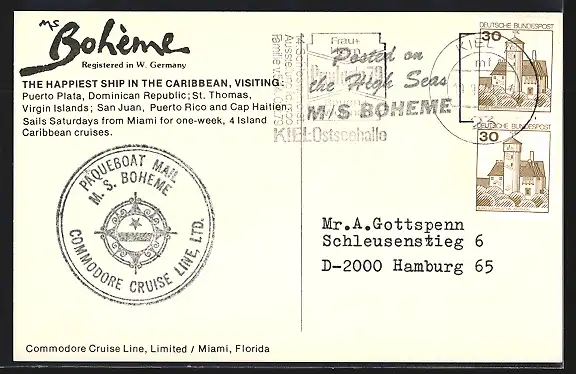 MS Bohème
Registered in W. Germany
THE HAPPIEST SHIP IN THE CARIBBEAN, VISITING:
Puerto Plata, Dominican Republic; St. Thomas,
Virgin Islands; San Juan, Puerto Rico and Cap Haitien.
Sails Saturdays from Miami for one-week, 4 Island
Caribbean cruises.
PAQUEBOAT MAIL
M. S. BOHEME
COMMODORE CRUISE LINE, LTD.
Commodore Cruise Line, Limited / Miami, Florida
Frau+
Posted on
the High Seas
M/S BOHEME
KIEL Ostseehalle
KIEL
mf
DEUTSCHE BUNDESPOST
30
DEUTSCHE BUNDESPOST
30
Mr.A.Gottspenn
Schleusenstieg 6
D-2000 Hamburg 65